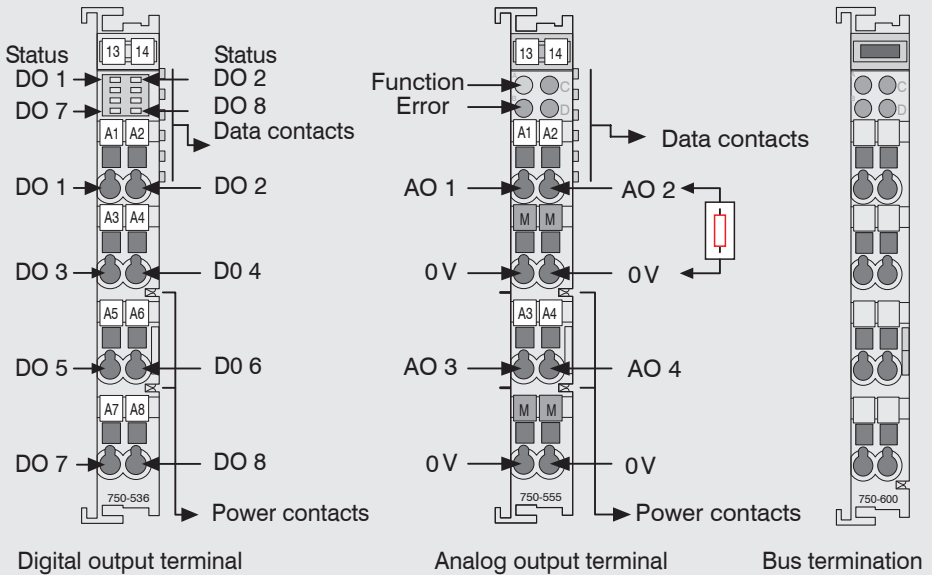 13 14
Status
Status
DO 1
DO 2
DO 7
DO 8
Data contacts
A1 A2
DO 1
DO 2
A3 A4
DO 3
D0 4
A5 A6
DO 5
D0 6
A7 A8
DO 7
DO 8
750-536
Power contacts
Digital output terminal
13 14
Function
C
Error
D
A1 A2
Data contacts
AO 1
AO 2
M M
0 V
0 V
A3 A4
AO 3
AO 4
M M
0 V
0 V
750-555
Power contacts
Analog output terminal
C
D
750-600
Bus termination